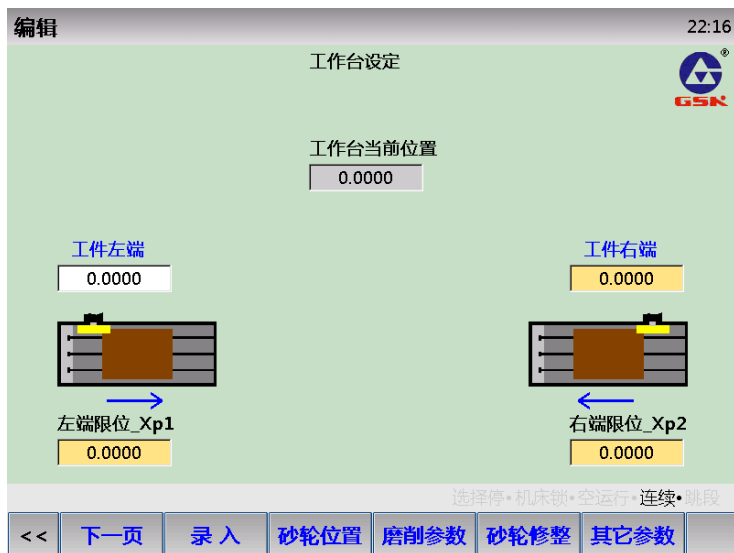 编辑 22:16
工作台设定
®
GSK
工作台当前位置
0.0000
工件左端 工件右端
0.0000 0.0000
左端限位_Xp1 右端限位_Xp2
0.0000 0.0000
选择停•机床锁•空运行•连续•跳段
<< 下一页 录 入 砂轮位置 磨削参数 砂轮修整 其它参数